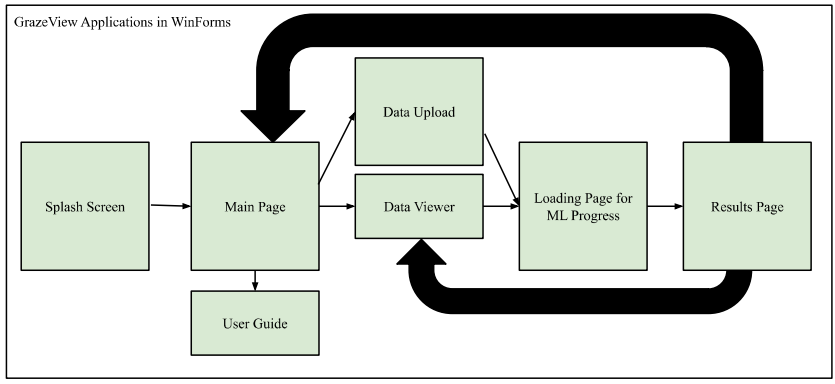 GrazeView Applications in WinForms
Data Upload
Splash Screen
Main Page
Data Viewer
Loading Page for
ML Progress
Results Page
User Guide